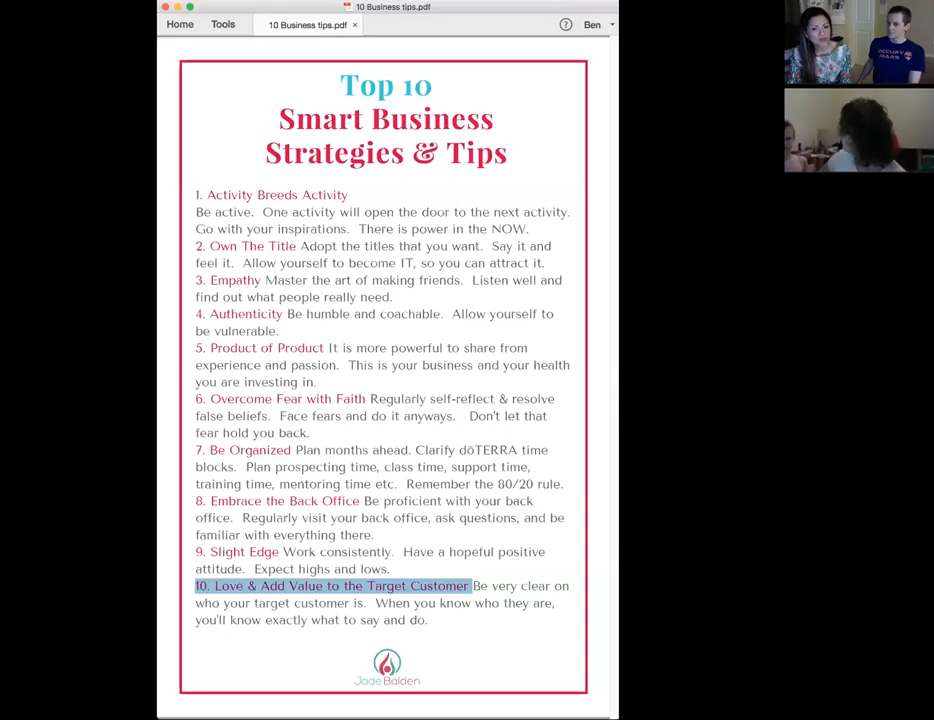 10 Business tips.pdf
Home Tools 10 Business tips.pdf × ? Ben
Top 10
Smart Business
Strategies & Tips
1. Activity Breeds Activity
Be active. One activity will open the door to the next activity.
Go with your inspirations. There is power in the NOW.
2. Own The Title Adopt the titles that you want. Say it and
feel it. Allow yourself to become IT, so you can attract it.
3. Empathy Master the art of making friends. Listen well and
find out what people really need.
4. Authenticity Be humble and coachable. Allow yourself to
be vulnerable.
5. Product of Product It is more powerful to share from
experience and passion. This is your business and your health
you are investing in.
6. Overcome Fear with Faith Regularly self-reflect & resolve
false beliefs. Face fears and do it anyways. Don't let that
fear hold you back.
7. Be Organized Plan months ahead. Clarify dōTERRA time
blocks. Plan prospecting time, class time, support time,
training time, mentoring time etc. Remember the 80/20 rule.
8. Embrace the Back Office Be proficient with your back
office. Regularly visit your back office, ask questions, and be
familiar with everything there.
9. Slight Edge Work consistently. Have a hopeful positive
attitude. Expect highs and lows.
10. Love & Add Value to the Target Customer Be very clear on
who your target customer is. When you know who they are,
you'll know exactly what to say and do.
Jade Balden
OCCUPY
MARS